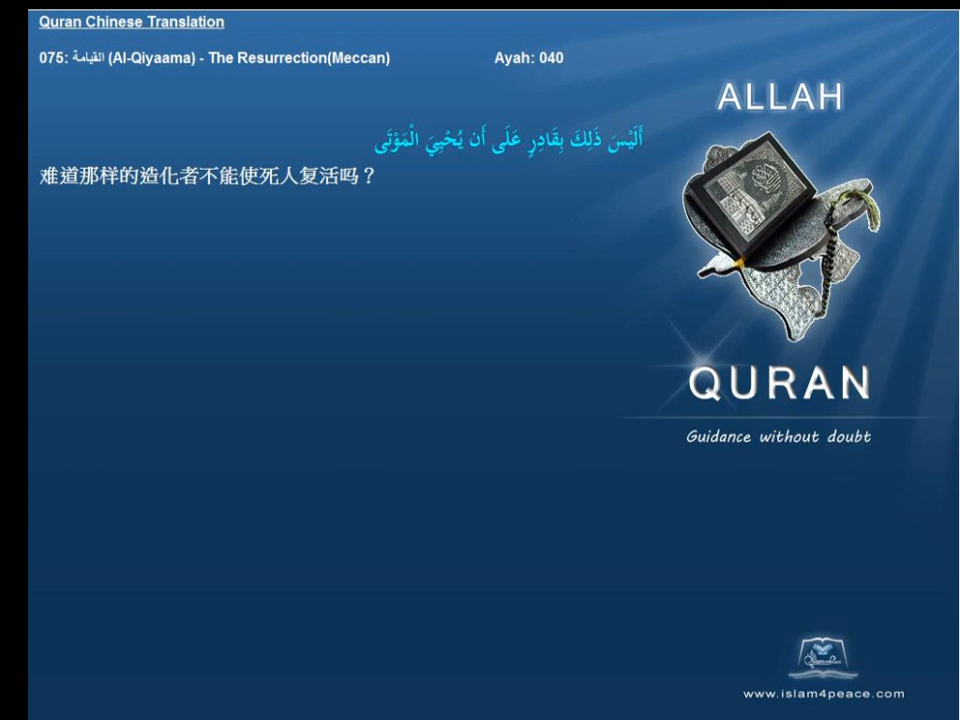 Quran Chinese Translation
075: القيامة (Al-Qiyaama) - The Resurrection(Meccan) Ayah: 040
أَلَيْسَ ذَلِكَ بِقَادِرٍ عَلَى أَن يُحْيِيَ الْمَوْتَى
难道那样的造化者不能使死人复活吗？
ALLAH
QURAN
Guidance without doubt
www.islam4peace.com